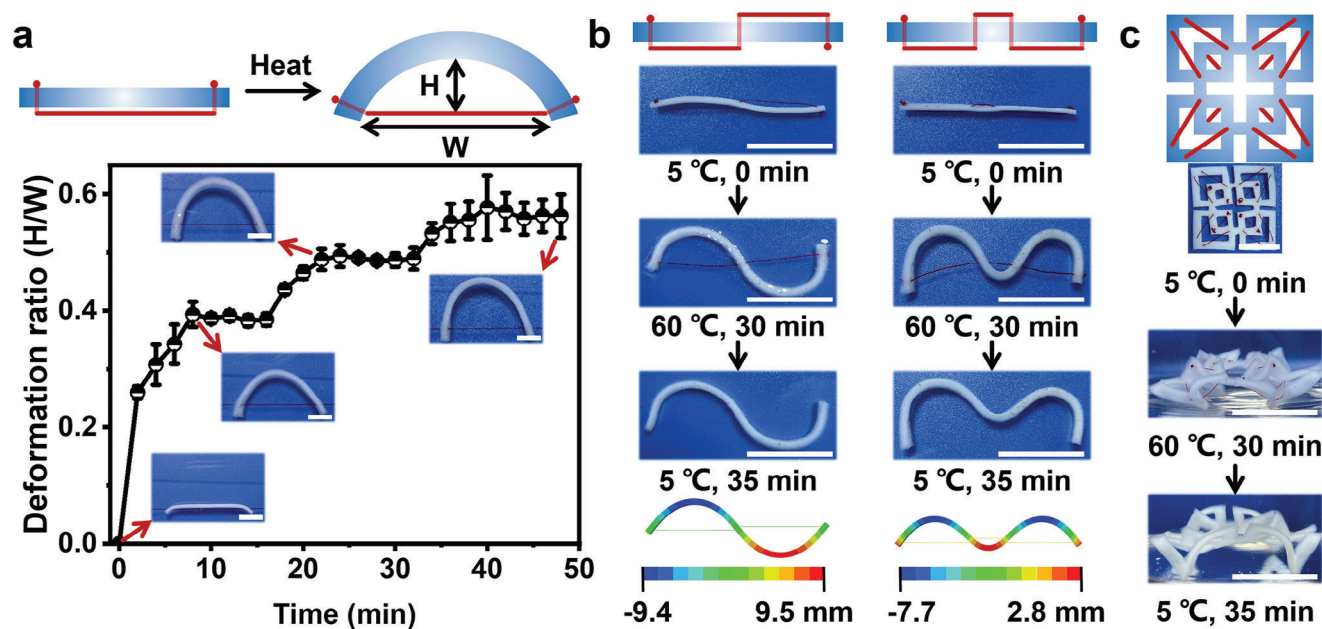 a
Heat
H
W
Deformation ratio (H/W)
0.6
0.4
0.2
0.0
0
10
20
30
40
50
Time (min)
b
5 ℃, 0 min
60 ℃, 30 min
5 ℃, 35 min
-9.4
9.5 mm
5 ℃, 0 min
60 ℃, 30 min
5 ℃, 35 min
-7.7
2.8 mm
c
5 ℃, 0 min
60 ℃, 30 min
5 ℃, 35 min